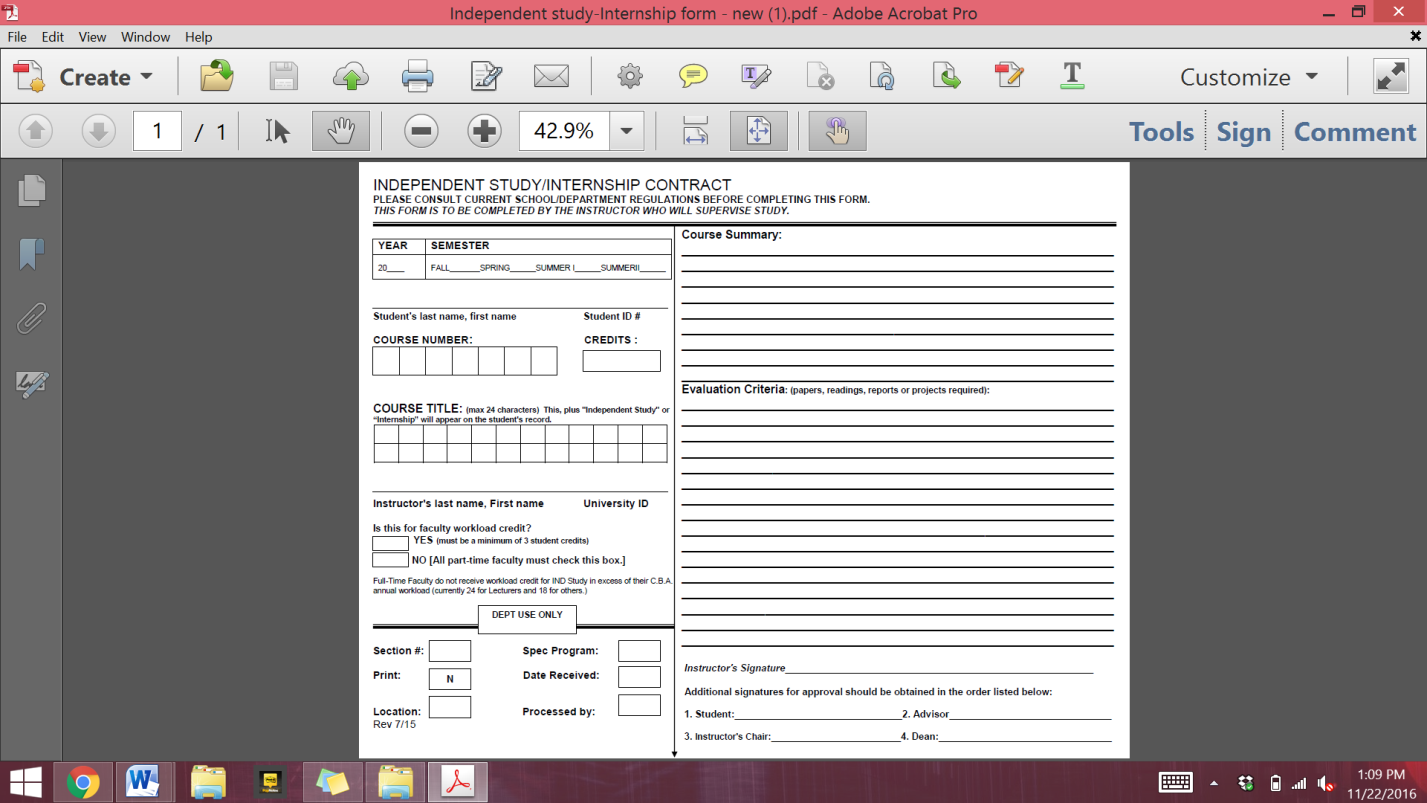 Independent study-Internship form - new (1).pdf - Adobe Acrobat Pro
File Edit View Window Help
Create Customize
1 / 1 42.9% Tools Sign Comment
INDEPENDENT STUDY/INTERNSHIP CONTRACT
PLEASE CONSULT CURRENT SCHOOL/DEPARTMENT REGULATIONS BEFORE COMPLETING THIS FORM.
THIS FORM IS TO BE COMPLETED BY THE INSTRUCTOR WHO WILL SUPERVISE STUDY.
YEAR SEMESTER
20____ FALL_______SPRING______SUMMER I______SUMMERII______
Student's last name, first name Student ID #
COURSE NUMBER: CREDITS :
COURSE TITLE: (max 24 characters) This, plus "Independent Study" or
"Internship" will appear on the student's record.
Instructor's last name, First name University ID
Is this for faculty workload credit?
YES (must be a minimum of 3 student credits)
NO [All part-time faculty must check this box.]
Full-Time Faculty do not receive workload credit for IND Study in excess of their C.B.A.
annual workload (currently 24 for Lecturers and 18 for others.)
DEPT USE ONLY
Section #: Spec Program:
Print: N Date Received:
Location: Processed by:
Rev 7/15
Course Summary:
Evaluation Criteria: (papers, readings, reports or projects required):
Instructor's Signature
Additional signatures for approval should be obtained in the order listed below:
1. Student: 2. Advisor
3. Instructor's Chair: 4. Dean:
1:09 PM
11/22/2016